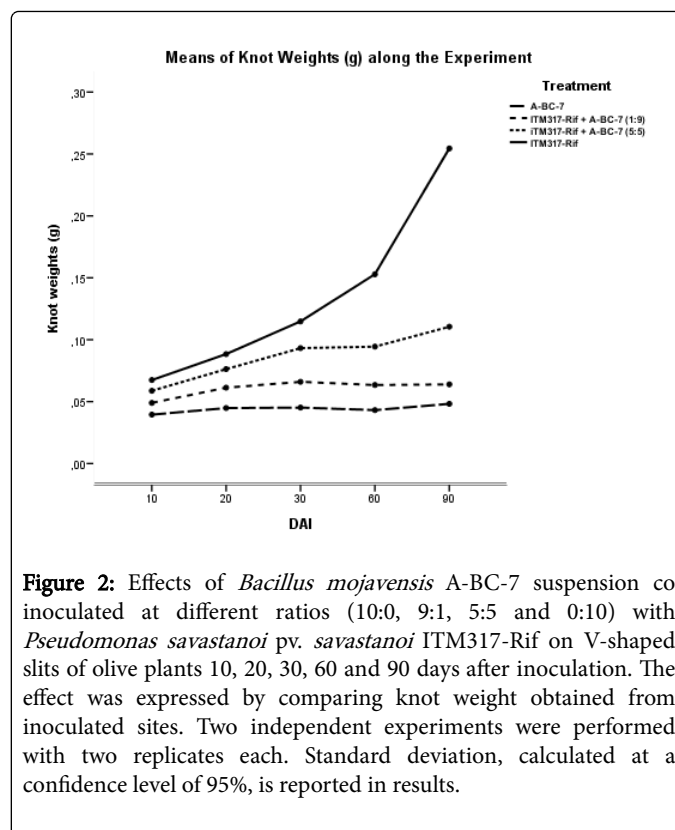 Means of Knot Weights (g) along the Experiment
Treatment
A-BC-7
ITM317-Rif + A-BC-7 (1:9)
iTM317-Rif + A-BC-7 (5:5)
ITM317-Rif
Knot weights (g)
,30
,25
,20
,15
,10
,05
,00
10 20 30 60 90
DAI
Figure 2: Effects of Bacillus mojavensis A-BC-7 suspension co
inoculated at different ratios (10:0, 9:1, 5:5 and 0:10) with
Pseudomonas savastanoi pv. savastanoi ITM317-Rif on V-shaped
slits of olive plants 10, 20, 30, 60 and 90 days after inoculation. The
effect was expressed by comparing knot weight obtained from
inoculated sites. Two independent experiments were performed
with two replicates each. Standard deviation, calculated at a
confidence level of 95%, is reported in results.